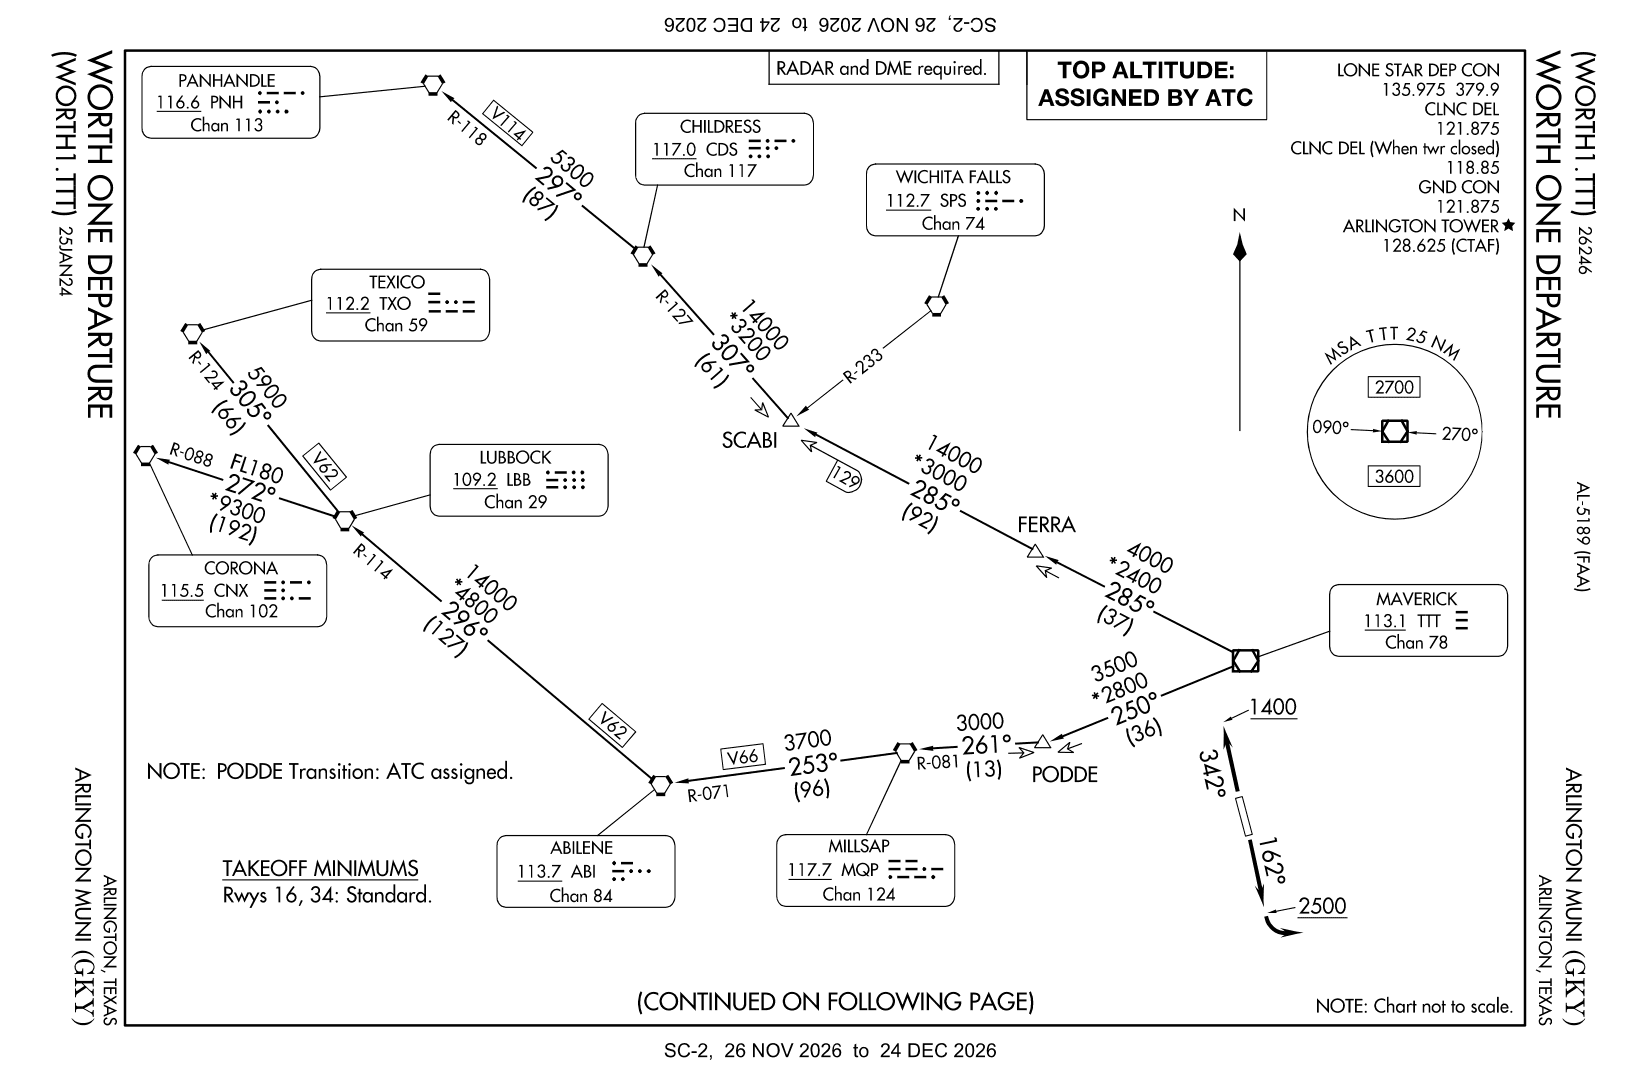 SC-2, 26 NOV 2026 to 24 DEC 2026
(WORTH1.TTT) 25JAN24
WORTH ONE DEPARTURE
ARLINGTON MUNI (GKY)
ARLINGTON, TEXAS
(WORTH1.TTT) 26246
WORTH ONE DEPARTURE
AL-5189 (FAA)
ARLINGTON MUNI (GKY)
ARLINGTON, TEXAS
RADAR and DME required.
TOP ALTITUDE:
ASSIGNED BY ATC
LONE STAR DEP CON
135.975 379.9
CLNC DEL
121.875
CLNC DEL (When twr closed)
118.85
GND CON
121.875
ARLINGTON TOWER★
128.625 (CTAF)
PANHANDLE
116.6 PNH
Chan 113
R-118
V114
5300
297°
(87)
CHILDRESS
117.0 CDS
Chan 117
R-127
14000
*3200
307°
(61)
WICHITA FALLS
112.7 SPS
Chan 74
R-233
SCABI
129
14000
*3000
285°
(92)
FERRA
4000
*2400
285°
(37)
N
MSA TTT 25 NM
2700
090°
270°
3600
TEXICO
112.2 TXO
Chan 59
R-124
5900
305°
(66)
V62
R-088
FL180
272°
*9300
(192)
LUBBOCK
109.2 LBB
Chan 29
CORONA
115.5 CNX
Chan 102
R-114
14000
*4800
296°
(127)
V62
MAVERICK
113.1 TTT
Chan 78
3500
*2800
250°
(36)
PODDE
3000
261°
(13)
R-081
V66
3700
253°
(96)
R-071
ABILENE
113.7 ABI
Chan 84
MILLSAP
117.7 MQP
Chan 124
1400
342°
162°
2500
NOTE: PODDE Transition: ATC assigned.
TAKEOFF MINIMUMS
Rwys 16, 34: Standard.
(CONTINUED ON FOLLOWING PAGE)
NOTE: Chart not to scale.
SC-2, 26 NOV 2026 to 24 DEC 2026